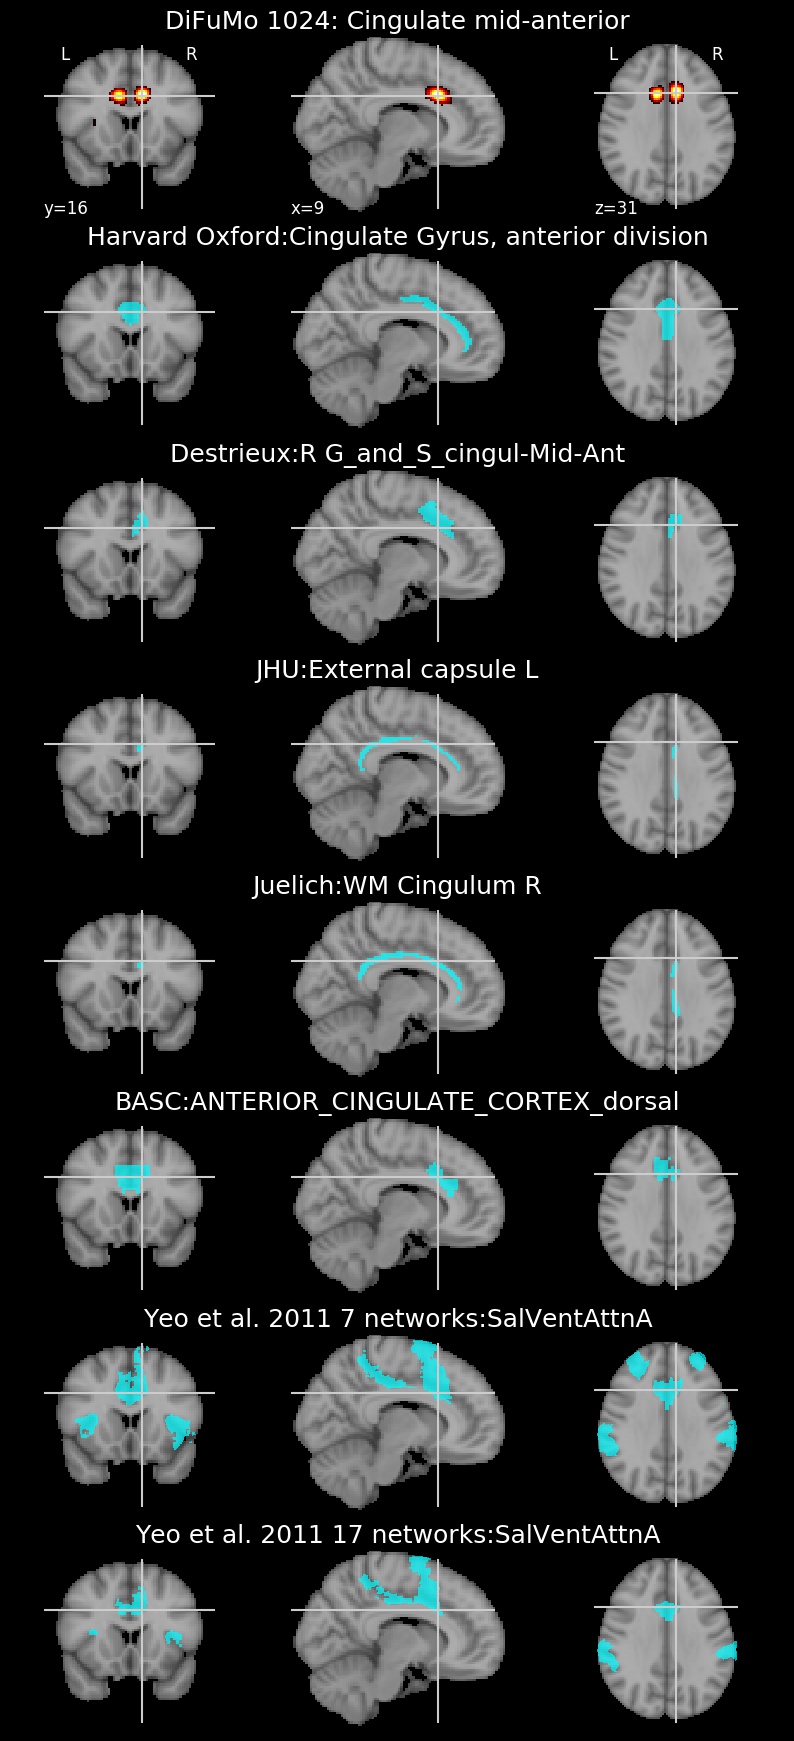 DiFuMo 1024: Cingulate mid-anterior
L R L R
y=16 x=9 z=31
Harvard Oxford:Cingulate Gyrus, anterior division
Destrieux:R G_and_S_cingul-Mid-Ant
JHU:External capsule L
Juelich:WM Cingulum R
BASC:ANTERIOR_CINGULATE_CORTEX_dorsal
Yeo et al. 2011 7 networks:SalVentAttnA
Yeo et al. 2011 17 networks:SalVentAttnA